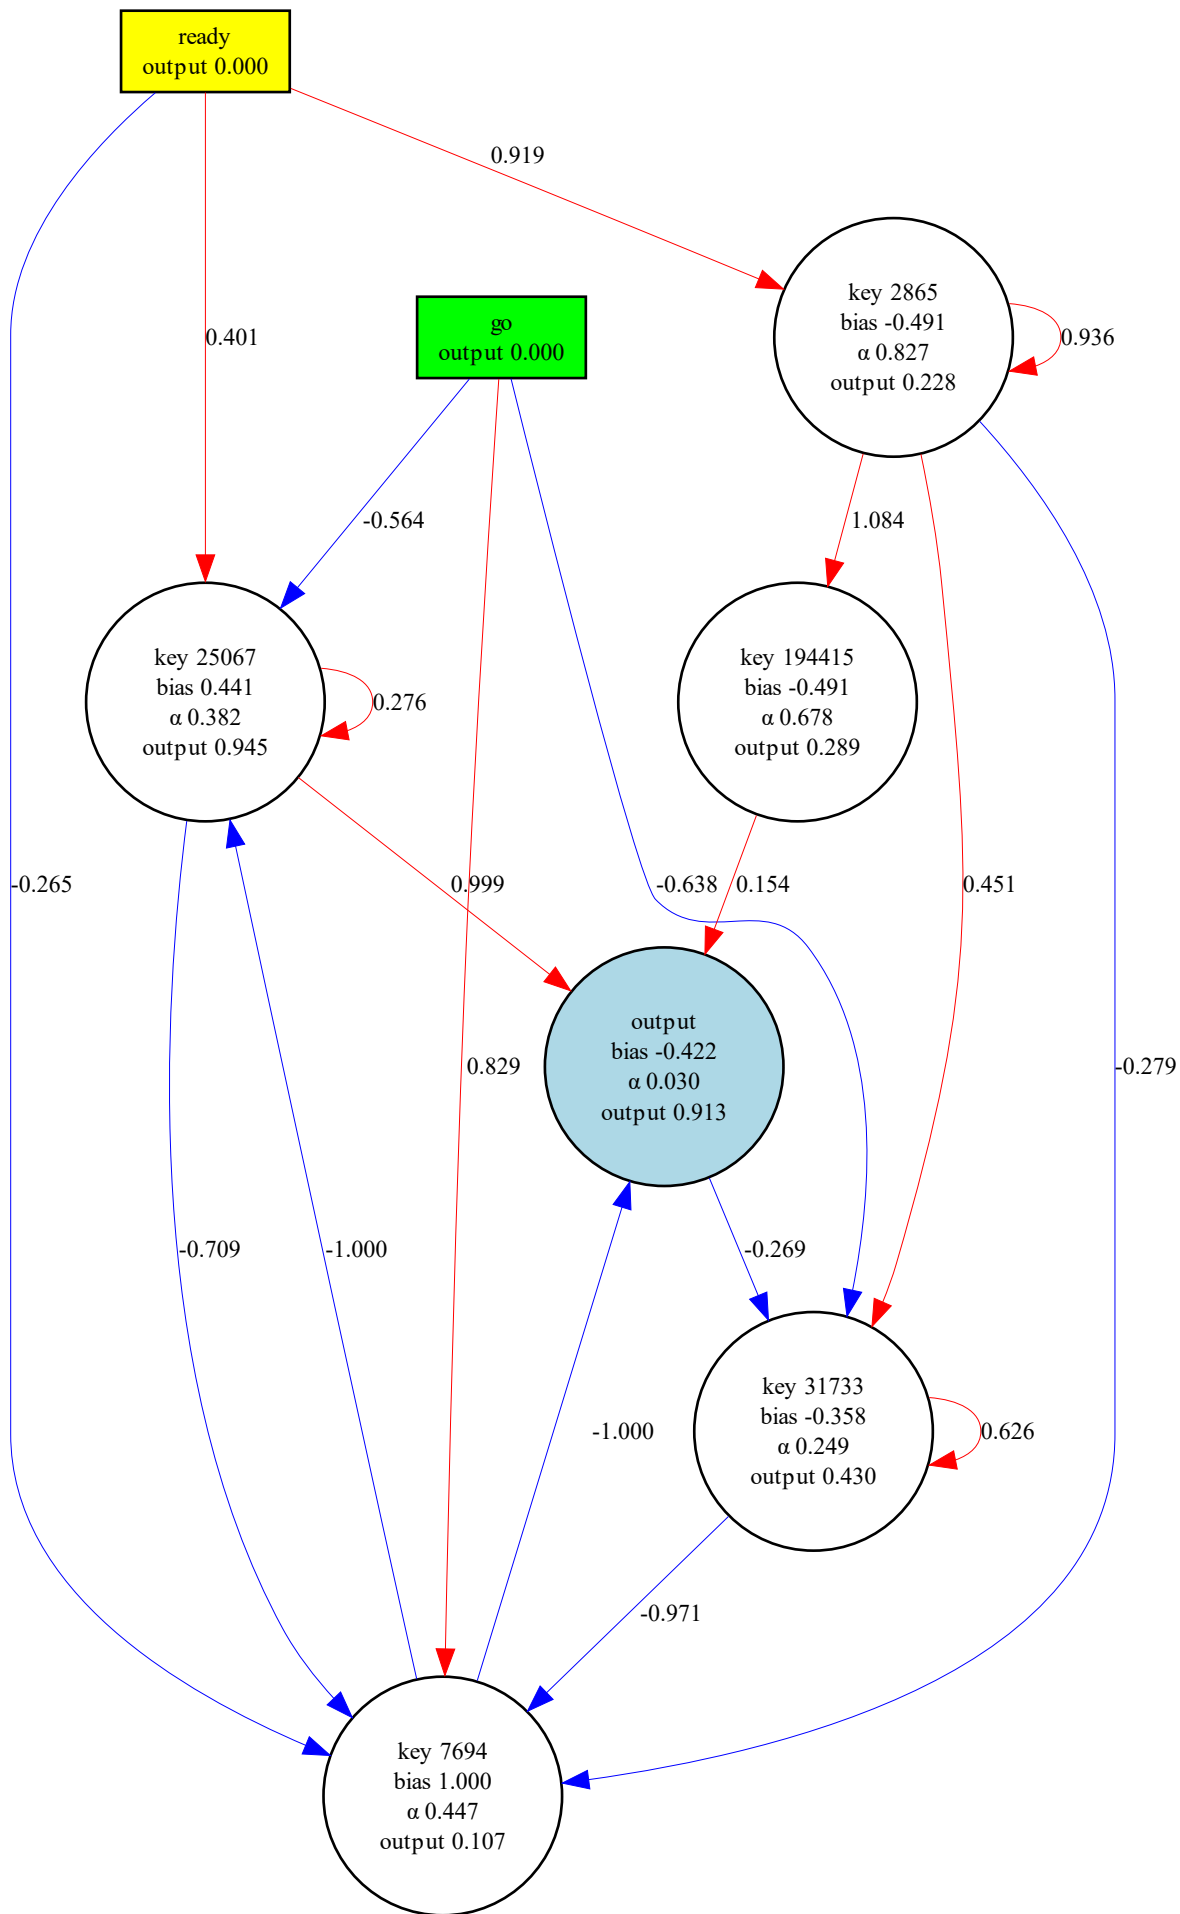 ready
output 0.000
0.919
key 2865
bias -0.491
α 0.827
output 0.228
0.936
go
output 0.000
0.401
-0.564
1.084
key 25067
bias 0.441
α 0.382
output 0.945
0.276
key 194415
bias -0.491
α 0.678
output 0.289
-0.265
0.999
-0.638
0.154
0.451
output
bias -0.422
α 0.030
output 0.913
0.829
-0.279
-0.709
-1.000
-0.269
key 31733
bias -0.358
α 0.249
output 0.430
-1.000
0.626
-0.971
key 7694
bias 1.000
α 0.447
output 0.107